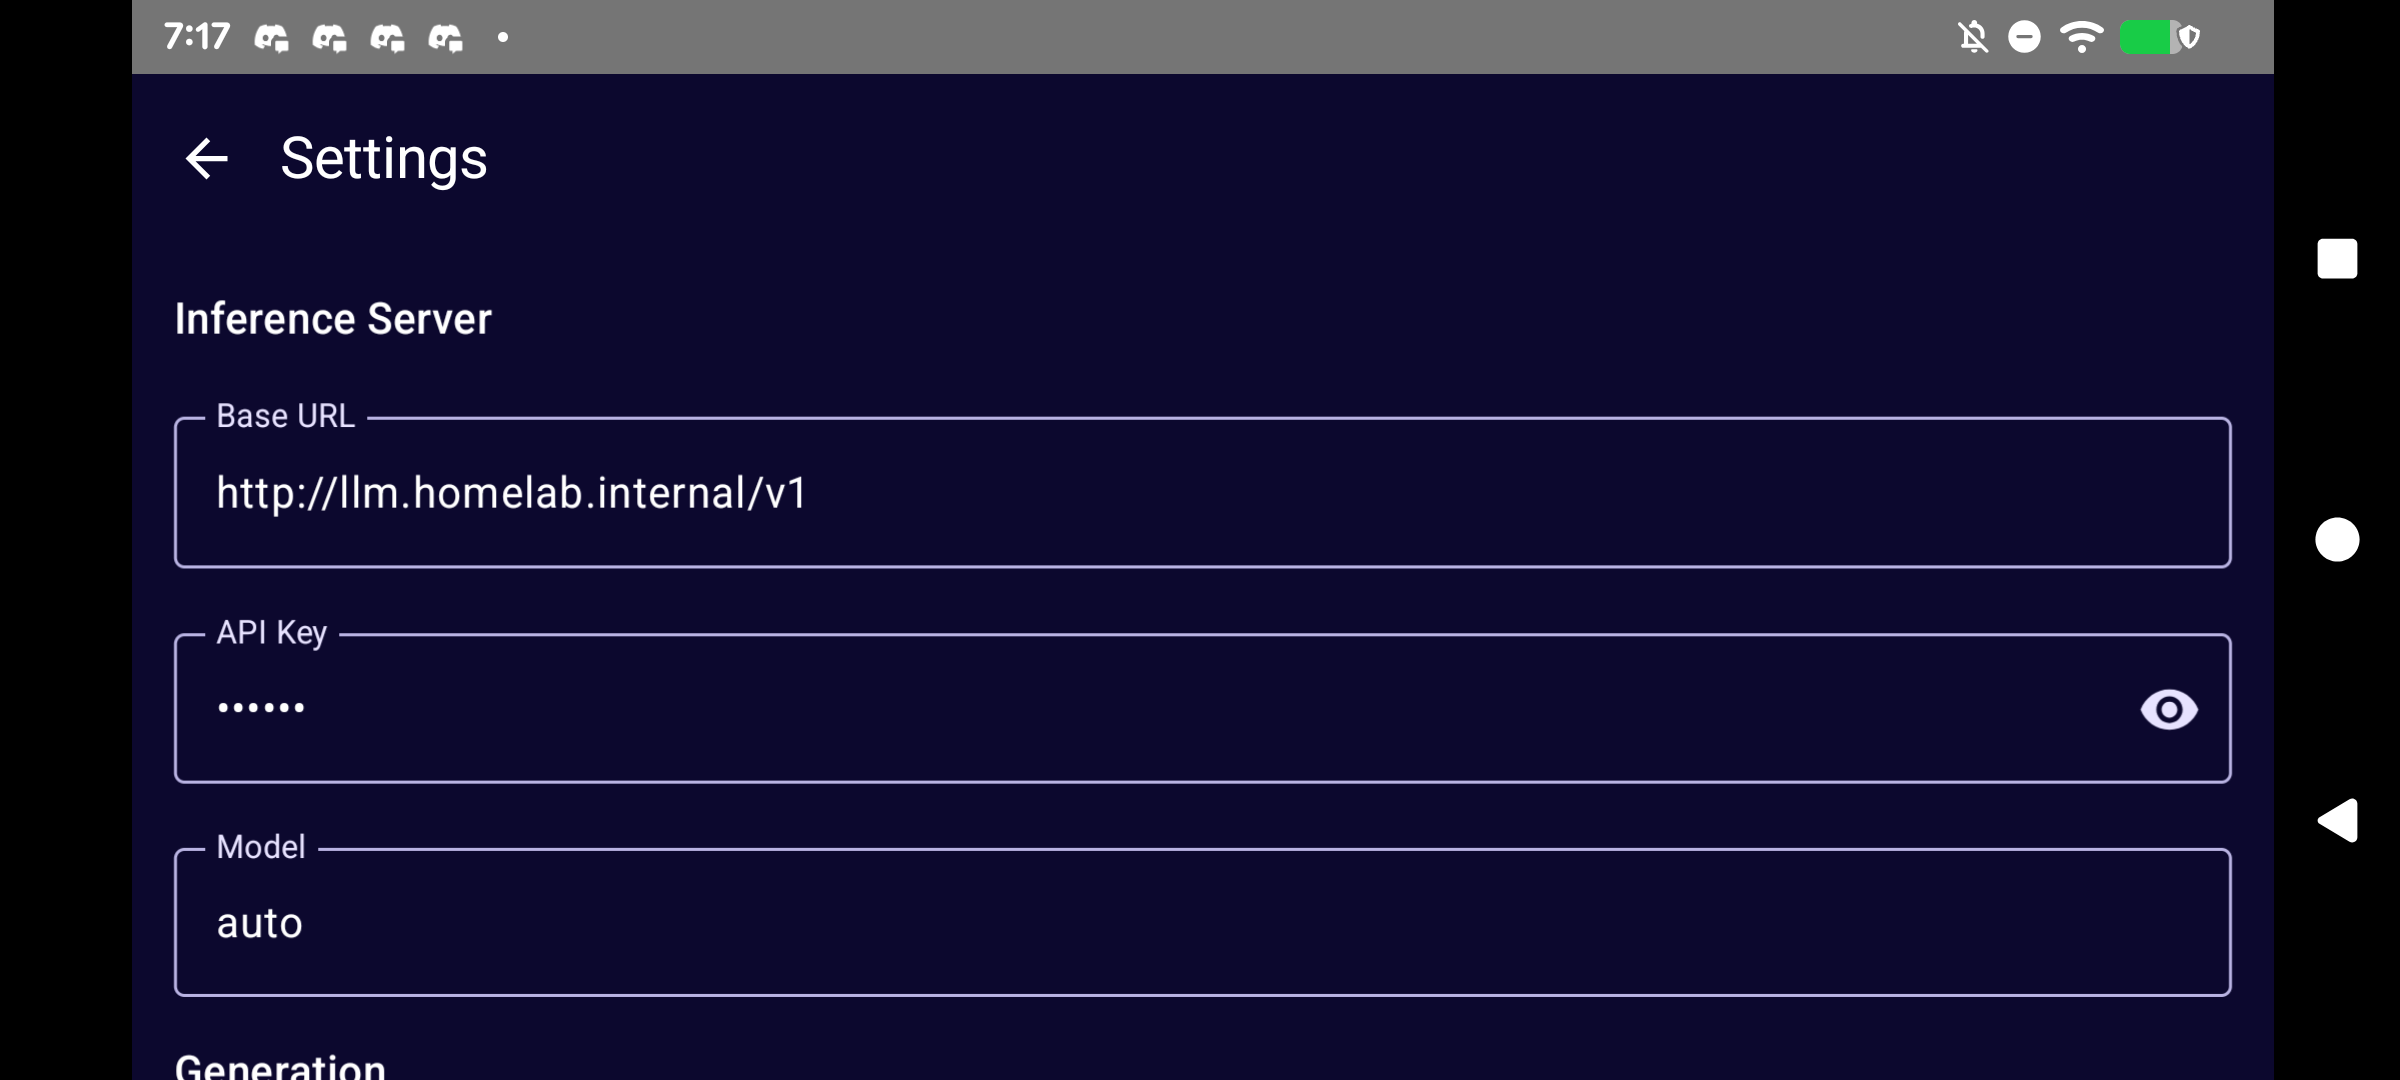 7:17
Settings
Inference Server
Base URL
http://llm.homelab.internal/v1
API Key
••••••
Model
auto
Generation